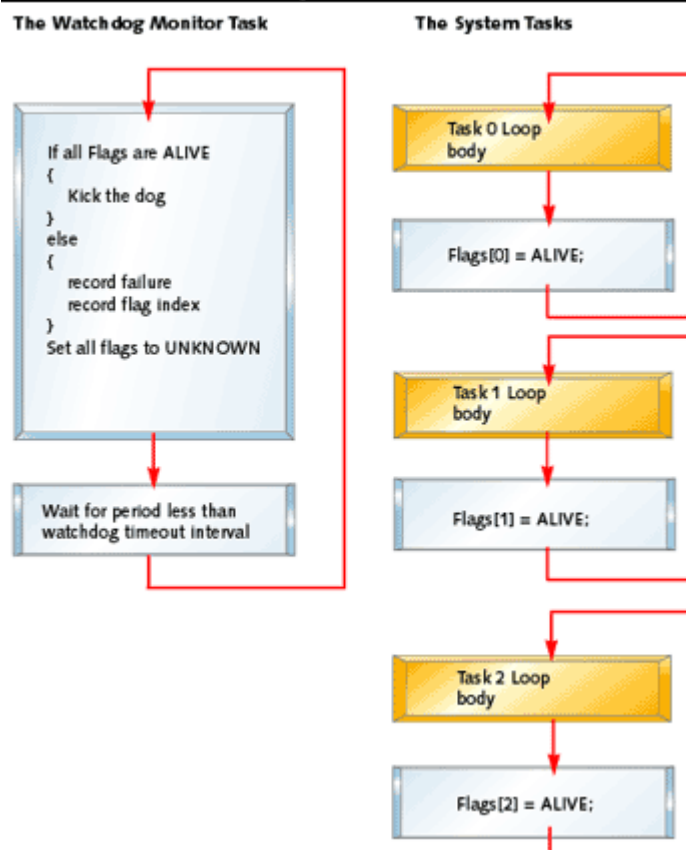 The Watchdog Monitor Task
If all Flags are ALIVE
{
Kick the dog
}
else
{
record failure
record flag index
}
Set all flags to UNKNOWN
Wait for period less than
watchdog timeout interval
The System Tasks
Task 0 Loop
body
Flags[0] = ALIVE;
Task 1 Loop
body
Flags[1] = ALIVE;
Task 2 Loop
body
Flags[2] = ALIVE;